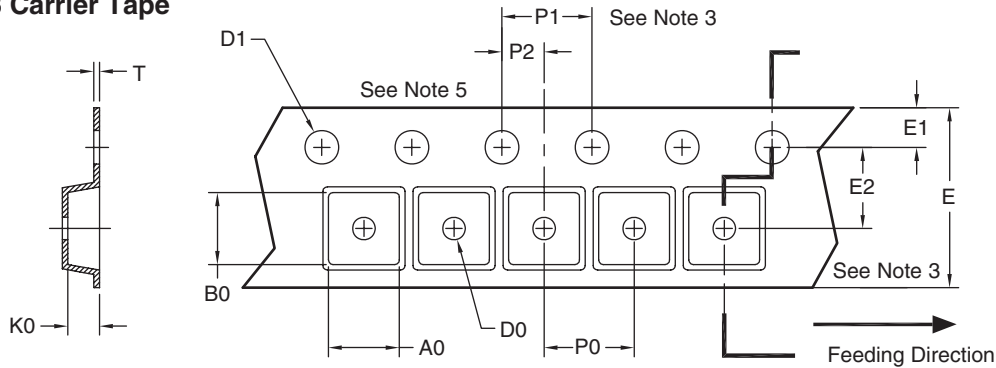 Carrier Tape
P1
See Note 3
D1
P2
T
See Note 5
E1
E2
E
B0
See Note 3
K0
A0
D0
P0
Feeding Direction